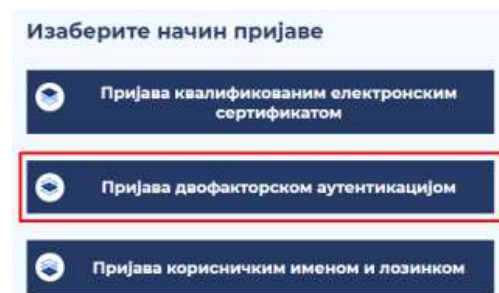 Изаберите начин пријаве
Пријава квалификованим електронским
сертификатом
Пријава двофакторском аутентикацијом
Пријава корисничким именом и лозинком